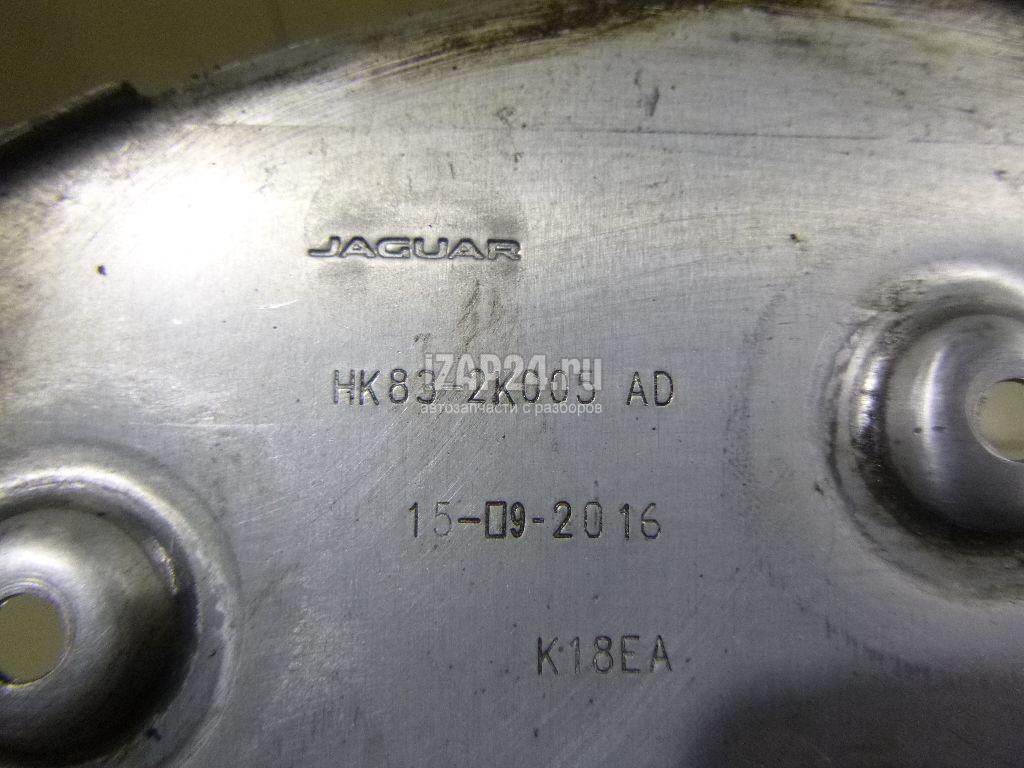 JAGUAR
iZAP24.ru
HK83-2K005 AD
автозапчасти с разборов
15-09-2016
K18EA